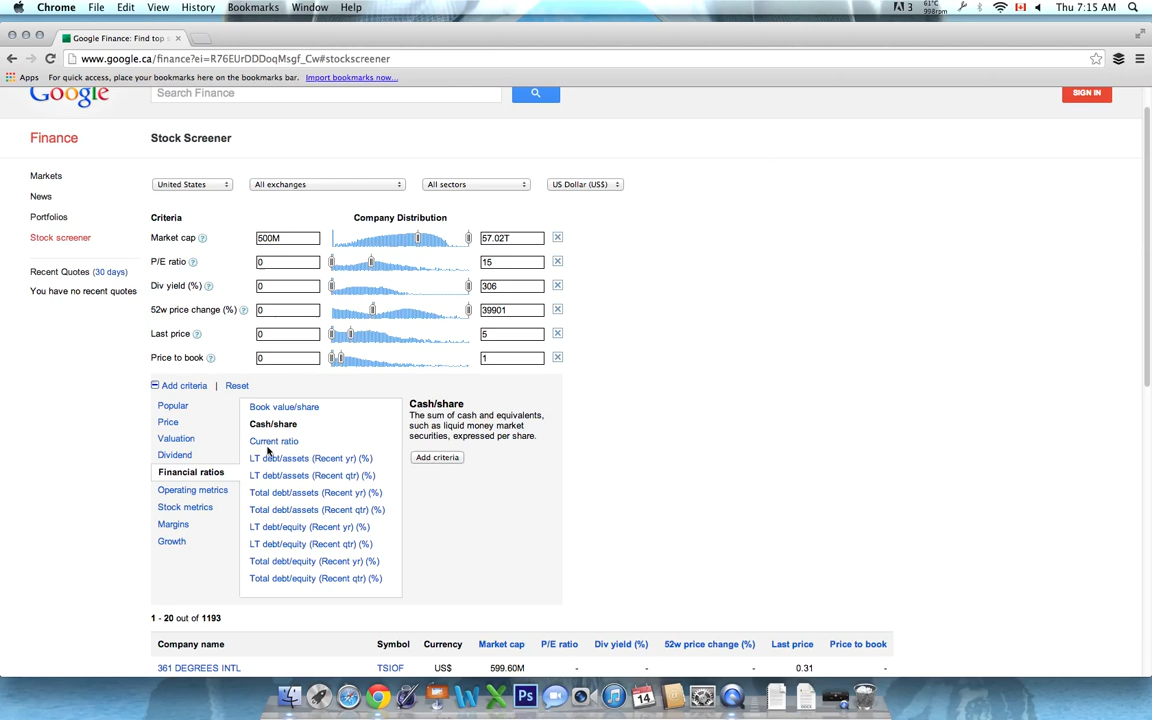 Chrome File Edit View History Bookmarks Window Help 3 61°C 998rpm Thu 7:15 AM
Google Finance: Find top s
www.google.ca/finance?ei=R76EUrDDDoqMsgf_Cw#stockscreener
Apps For quick access, place your bookmarks here on the bookmarks bar. Import bookmarks now...
Google Search Finance SIGN IN
Finance Stock Screener
Markets
News
Portfolios
Stock screener
Recent Quotes (30 days)
You have no recent quotes
United States All exchanges All sectors US Dollar (US$)
Criteria Company Distribution
Market cap ? 500M 57.02T
P/E ratio ? 0 15
Div yield (%) ? 0 306
52w price change (%) ? 0 39901
Last price ? 0 5
Price to book ? 0 1
Add criteria | Reset
Popular
Price
Valuation
Dividend
Financial ratios
Operating metrics
Stock metrics
Margins
Growth
Book value/share
Cash/share
Current ratio
LT debt/assets (Recent yr) (%)
LT debt/assets (Recent qtr) (%)
Total debt/assets (Recent yr) (%)
Total debt/assets (Recent qtr) (%)
LT debt/equity (Recent yr) (%)
LT debt/equity (Recent qtr) (%)
Total debt/equity (Recent yr) (%)
Total debt/equity (Recent qtr) (%)
Cash/share
The sum of cash and equivalents,
such as liquid money market
securities, expressed per share.
Add criteria
1 - 20 out of 1193
Company name Symbol Currency Market cap P/E ratio Div yield (%) 52w price change (%) Last price Price to book
361 DEGREES INTL TSIOF US$ 599.60M - - - 0.31 -
Ps 14